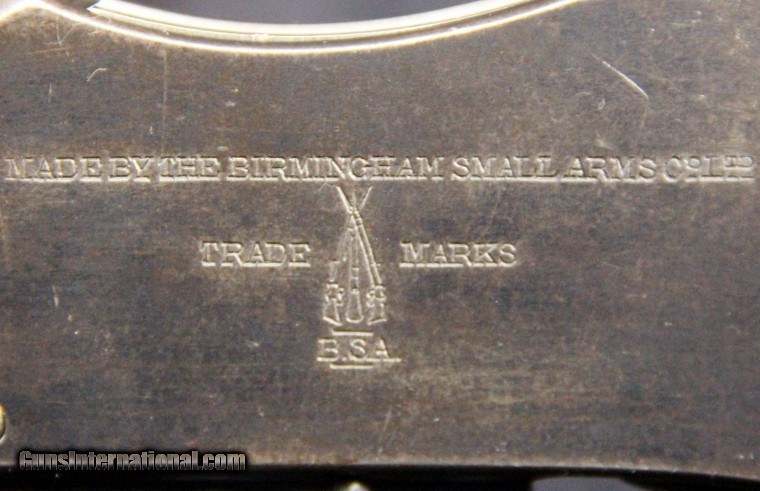 MADE BY THE BIRMINGHAM SMALL ARMS Co. LTD
TRADE MARKS
B.S.A.
GunsInternational.com